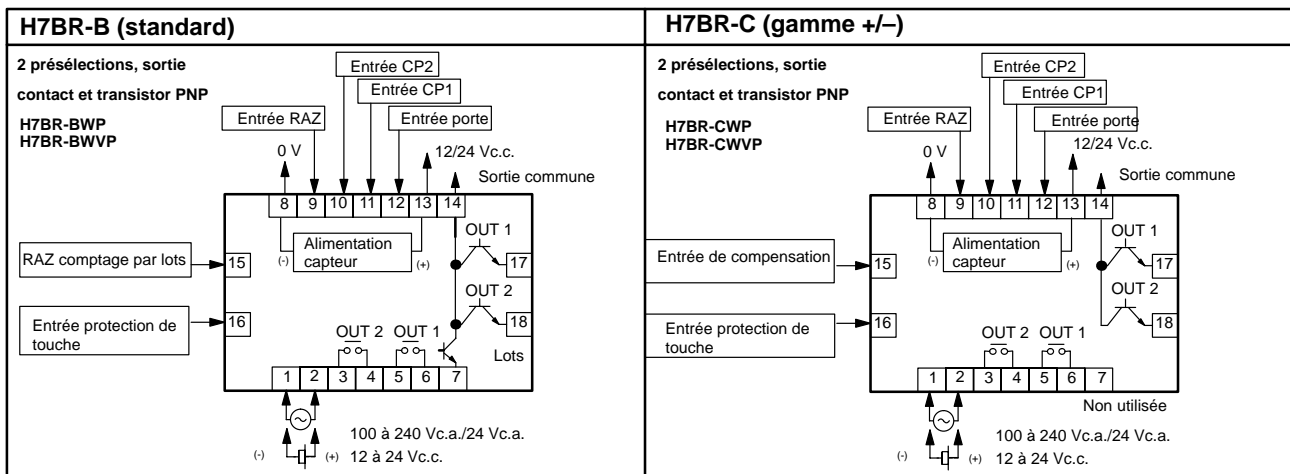 H7BR-B (standard)
2 présélections, sortie
contact et transistor PNP
H7BR-BWP
H7BR-BWVP
Entrée CP2
Entrée CP1
Entrée RAZ
Entrée porte
0 V
12/24 Vc.c.
Sortie commune
8 9 10 11 12 13 14
OUT 1
(-) Alimentation capteur (+)
RAZ comptage par lots
15
17
OUT 2
Entrée protection de
touche
16
18
OUT 2 OUT 1
Lots
1 2 3 4 5 6 7
100 à 240 Vc.a./24 Vc.a.
(-) (+) 12 à 24 Vc.c.
H7BR-C (gamme +/–)
2 présélections, sortie
contact et transistor PNP
H7BR-CWP
H7BR-CWVP
Entrée CP2
Entrée CP1
Entrée RAZ
Entrée porte
0 V
12/24 Vc.c.
Sortie commune
8 9 10 11 12 13 14
OUT 1
(-) Alimentation capteur (+)
Entrée de compensation
15
17
OUT 2
Entrée protection de
touche
16
18
OUT 2 OUT 1
1 2 3 4 5 6 7
Non utilisée
100 à 240 Vc.a./24 Vc.a.
(-) (+) 12 à 24 Vc.c.